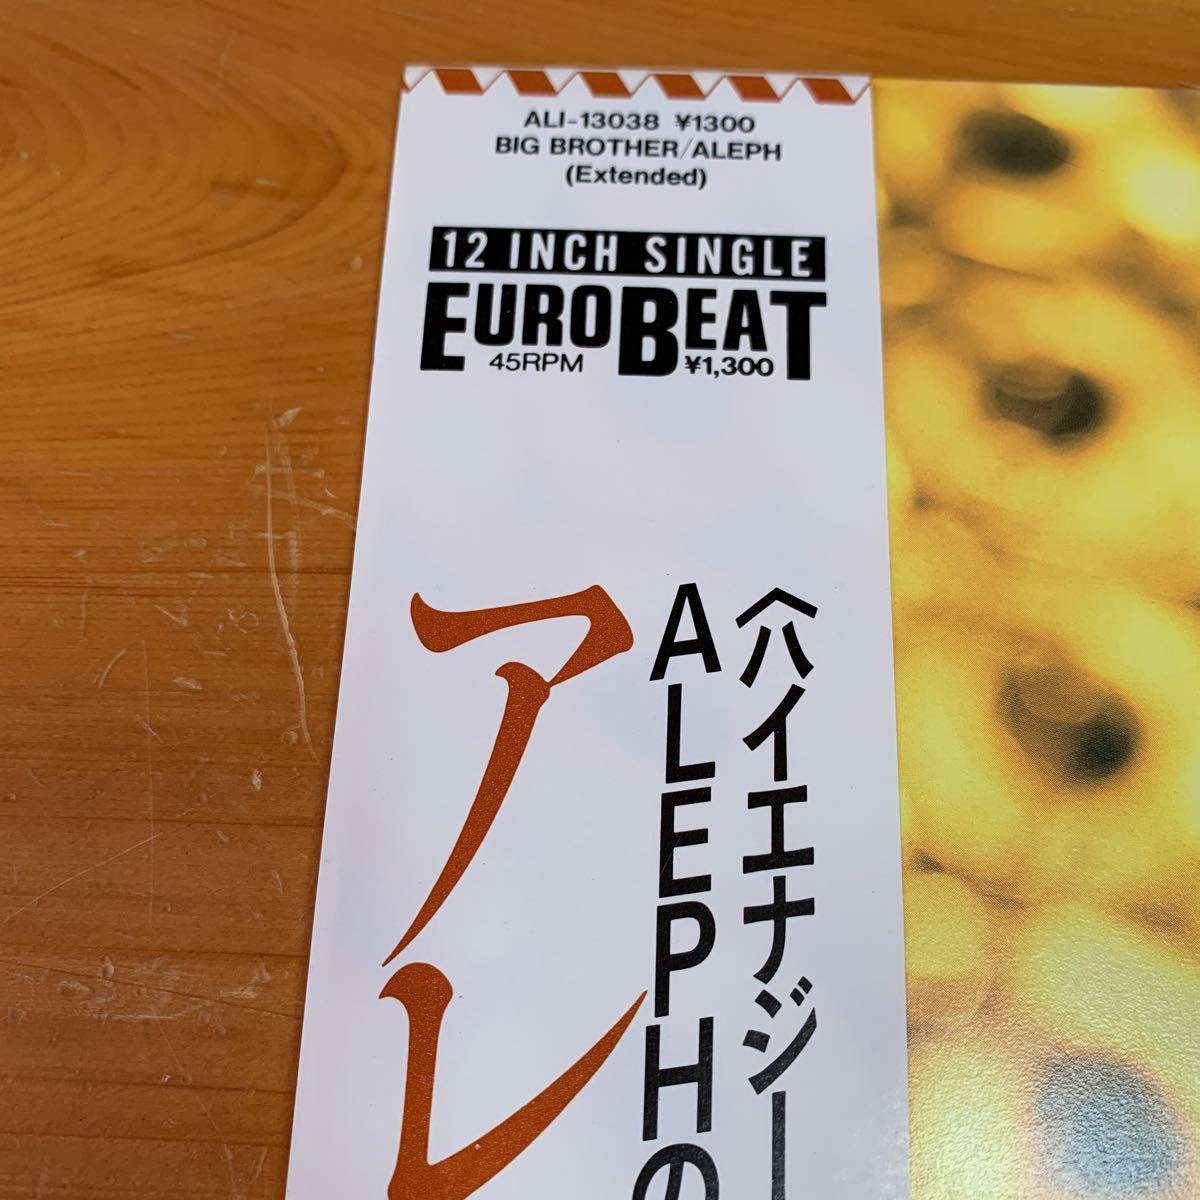 ALI-13038 ¥1300
BIG BROTHER/ALEPH
(Extended)
12 INCH SINGLE
EUROBEAT
45RPM ¥1,300
〈ハイエナジー
ALEPHの
アレ